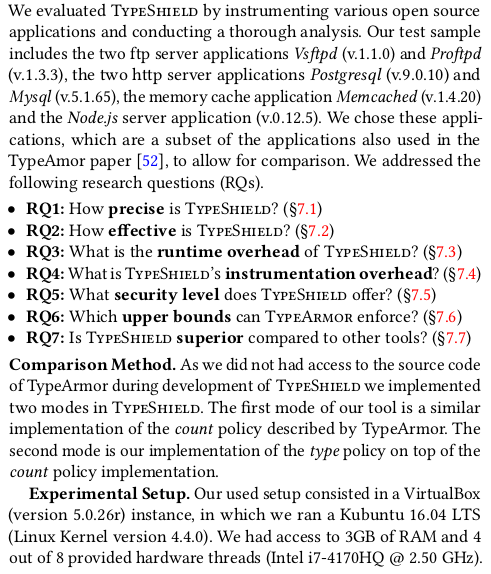 We evaluated TypeShield by instrumenting various open source
applications and conducting a thorough analysis. Our test sample
includes the two ftp server applications Vsftpd (v.1.1.0) and Proftpd
(v.1.3.3), the two http server applications Postgresql (v.9.0.10) and
Mysql (v.5.1.65), the memory cache application Memcached (v.1.4.20)
and the Node.js server application (v.0.12.5). We chose these appli-
cations, which are a subset of the applications also used in the
TypeAmor paper [52], to allow for comparison. We addressed the
following research questions (RQs).
• RQ1: How precise is TypeShield? (§7.1)
• RQ2: How effective is TypeShield? (§7.2)
• RQ3: What is the runtime overhead of TypeShield? (§7.3)
• RQ4: What is TypeShield's instrumentation overhead? (§7.4)
• RQ5: What security level does TypeShield offer? (§7.5)
• RQ6: Which upper bounds can TypeArmor enforce? (§7.6)
• RQ7: Is TypeShield superior compared to other tools? (§7.7)
Comparison Method. As we did not had access to the source code
of TypeArmor during development of TypeShield we implemented
two modes in TypeShield. The first mode of our tool is a similar
implementation of the count policy described by TypeArmor. The
second mode is our implementation of the type policy on top of the
count policy implementation.
Experimental Setup. Our used setup consisted in a VirtualBox
(version 5.0.26r) instance, in which we ran a Kubuntu 16.04 LTS
(Linux Kernel version 4.4.0). We had access to 3GB of RAM and 4
out of 8 provided hardware threads (Intel i7-4170HQ @ 2.50 GHz).